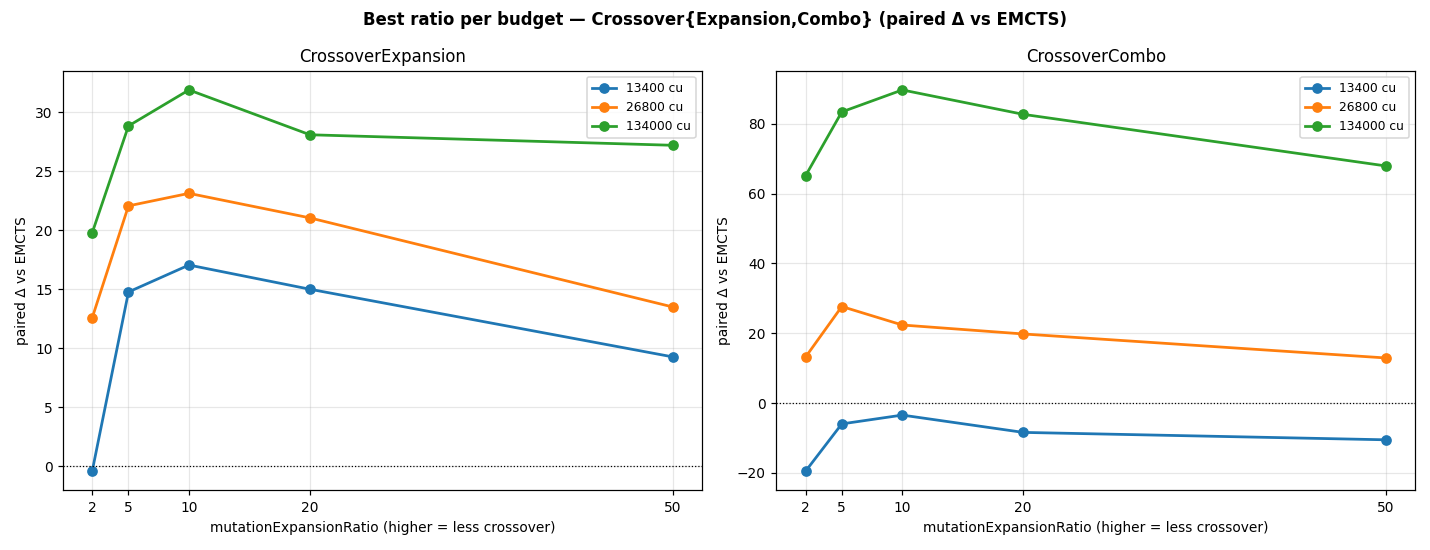 Best ratio per budget — Crossover{Expansion,Combo} (paired Δ vs EMCTS)
CrossoverExpansion
13400 cu
26800 cu
134000 cu
30
25
20
15
10
5
0
paired Δ vs EMCTS
2
5
10
20
50
mutationExpansionRatio (higher = less crossover)
CrossoverCombo
13400 cu
26800 cu
134000 cu
80
60
40
20
0
−20
paired Δ vs EMCTS
2
5
10
20
50
mutationExpansionRatio (higher = less crossover)